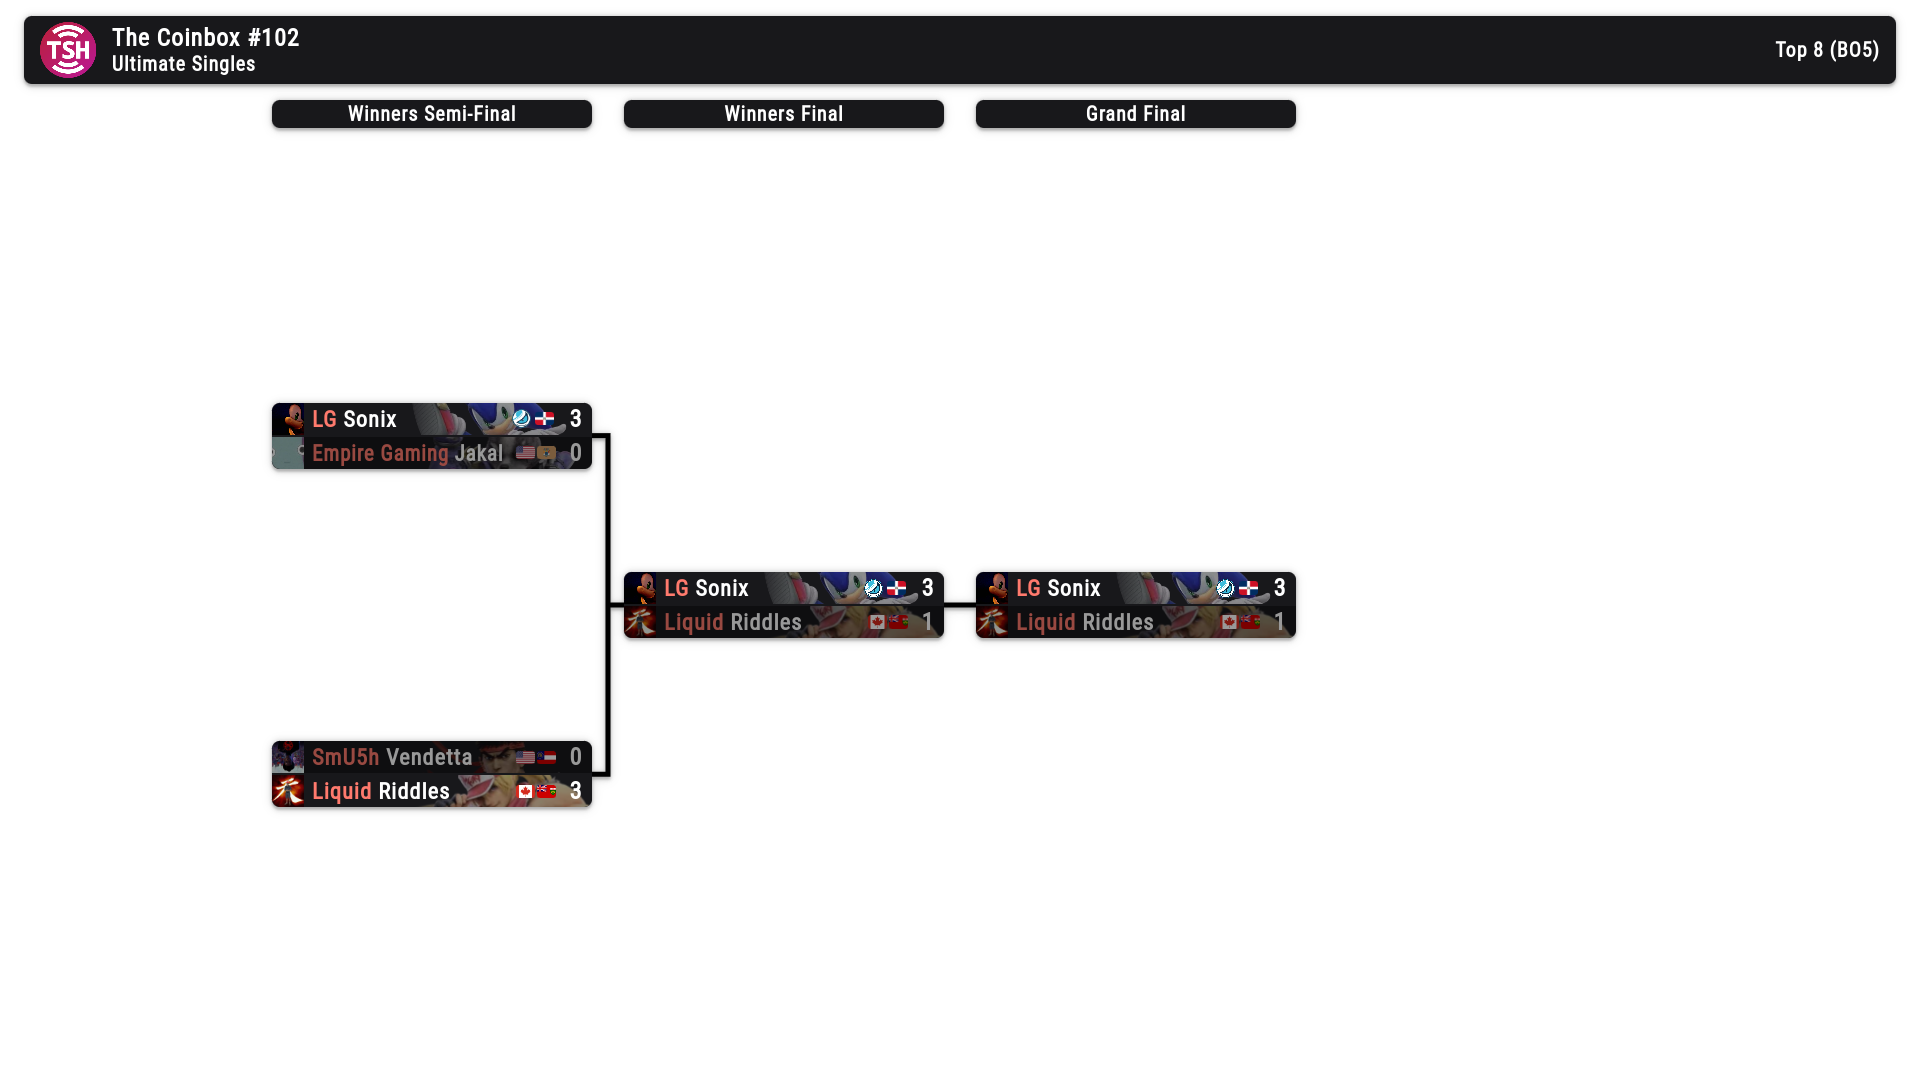 TSH
The Coinbox #102
Ultimate Singles
Top 8 (BO5)
Winners Semi-Final
Winners Final
Grand Final
LG Sonix 3
Empire Gaming Jakal 0
LG Sonix 3
Liquid Riddles 1
LG Sonix 3
Liquid Riddles 1
SmU5h Vendetta 0
Liquid Riddles 3